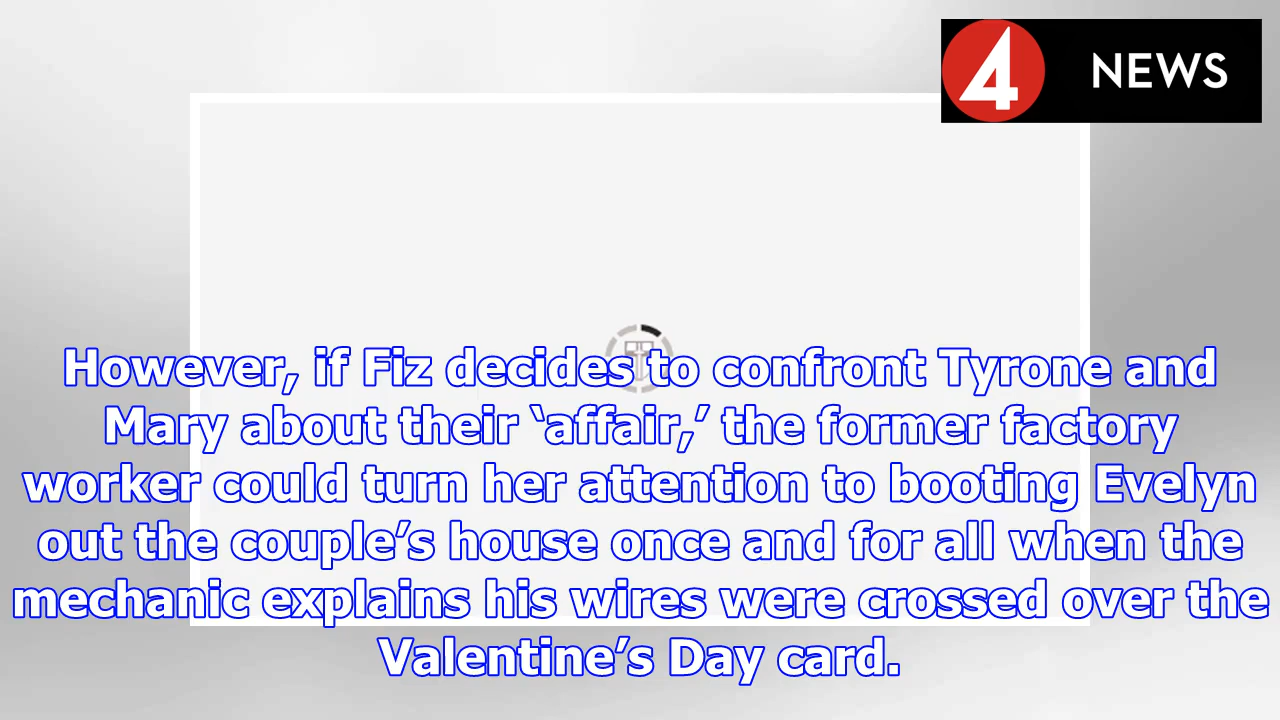 4 NEWS
However, if Fiz decides to confront Tyrone and
Mary about their ‘affair,’ the former factory
worker could turn her attention to booting Evelyn
out the couple’s house once and for all when the
mechanic explains his wires were crossed over the
Valentine’s Day card.